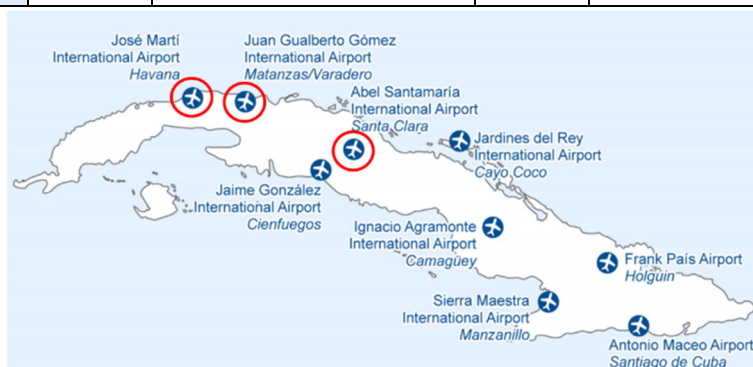 José Martí
International Airport
Havana
Juan Gualberto Gómez
International Airport
Matanzas/Varadero
Abel Santamaría
International Airport
Santa Clara
Jardines del Rey
International Airport
Cayo Coco
Jaime González
International Airport
Cienfuegos
Ignacio Agramonte
International Airport
Camagüey
Frank País Airport
Holguin
Sierra Maestra
International Airport
Manzanillo
Antonio Maceo Airport
Santiago de Cuba